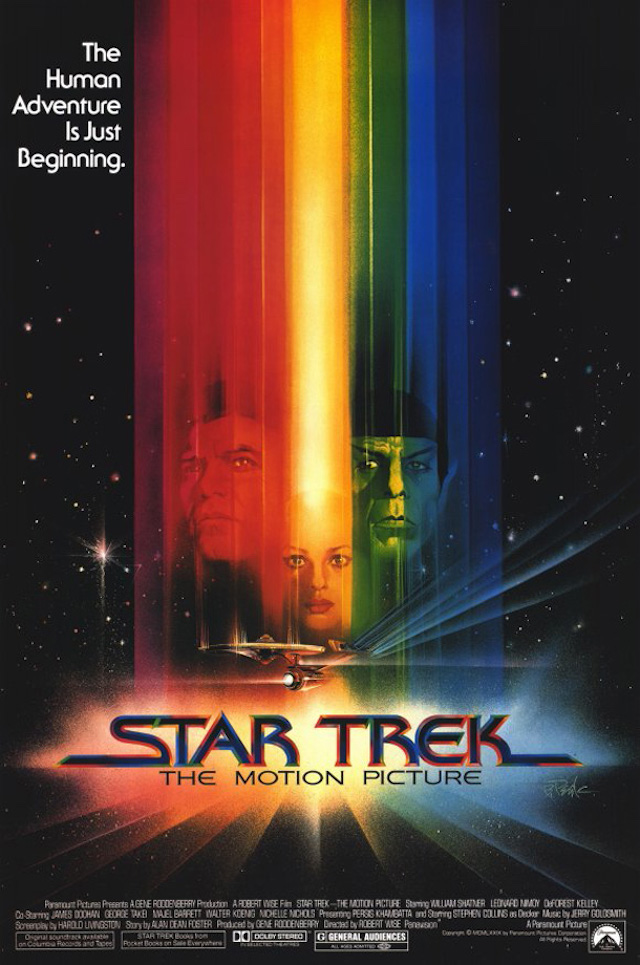 The
Human
Adventure
Is Just
Beginning.
STAR TREK
THE MOTION PICTURE
Paramount Pictures Presents A GENE RODDENBERRY Production A ROBERT WISE Film STAR TREK—THE MOTION PICTURE Starring WILLIAM SHATNER LEONARD NIMOY DeFOREST KELLEY
Co-Starring JAMES DOOHAN GEORGE TAKEI MAJEL BARRETT WALTER KOENIG NICHELLE NICHOLS Presenting PERSIS KHAMBATTA and Starring STEPHEN COLLINS as Decker Music by JERRY GOLDSMITH
Screenplay by HAROLD LIVINGSTON Story by ALAN DEAN FOSTER Produced by GENE RODDENBERRY Directed by ROBERT WISE Panavision® A Paramount Picture
Original soundtrack available
on Columbia Records and Tapes
STAR TREK Books from
Pocket Books on Sale Everywhere
DOLBY STEREO
IN SELECTED THEATRES
G GENERAL AUDIENCES
ALL AGES ADMITTED
Copyright © MCMLXXIX by Paramount Pictures Corporation
All Rights Reserved
Paramount